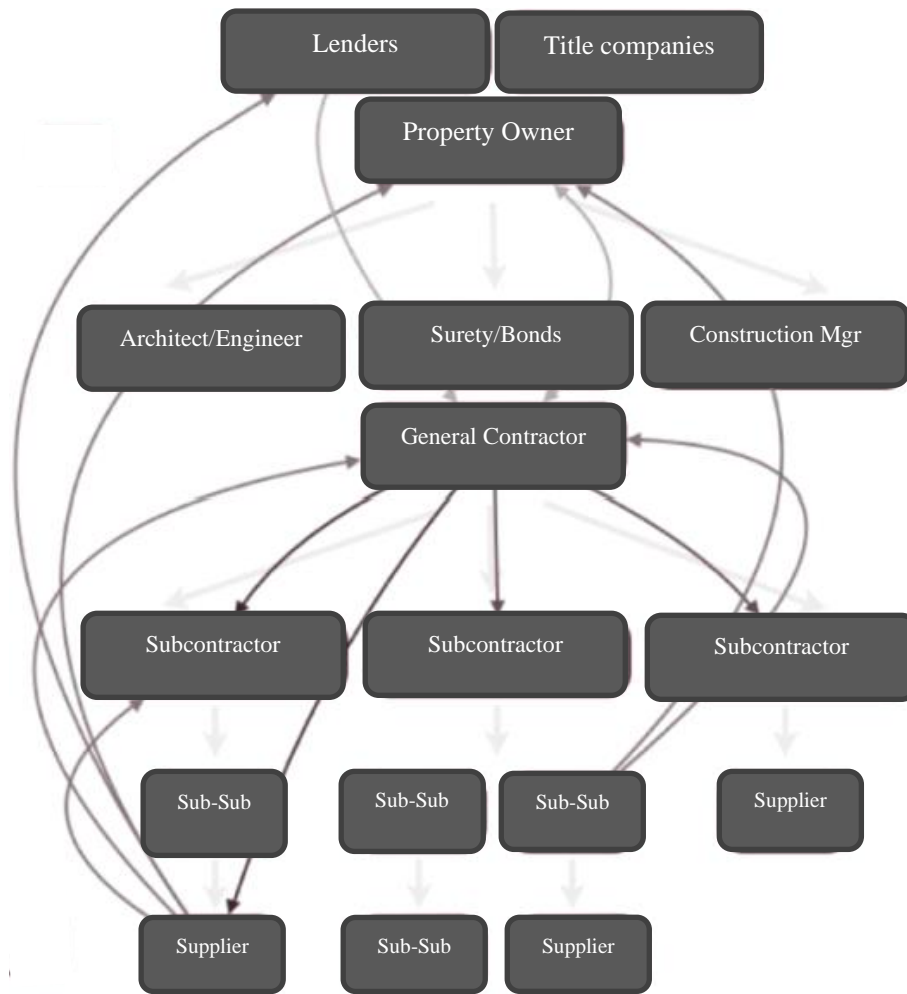 Lenders
Title companies
Property Owner
Architect/Engineer
Surety/Bonds
Construction Mgr
General Contractor
Subcontractor
Subcontractor
Subcontractor
Sub-Sub
Sub-Sub
Sub-Sub
Supplier
Supplier
Sub-Sub
Supplier